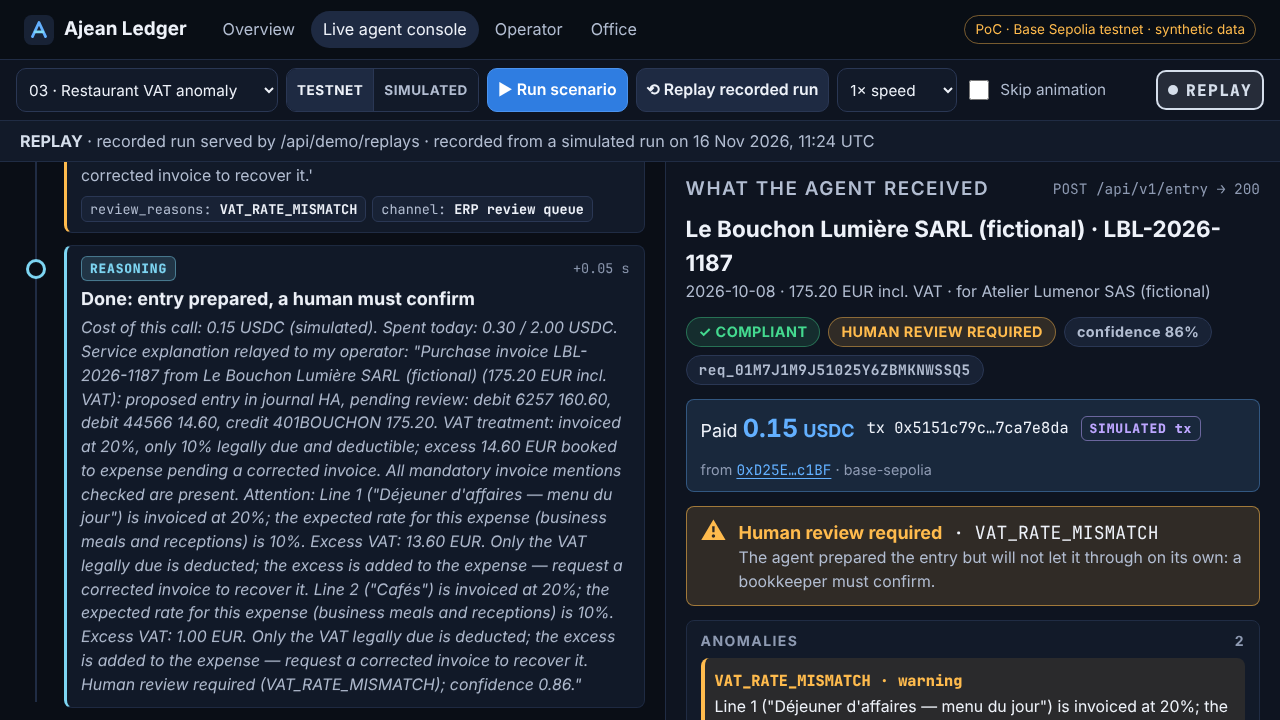 Ajean Ledger
Overview
Live agent console
Operator
Office
PoC · Base Sepolia testnet · synthetic data
03 · Restaurant VAT anomaly
TESTNET
SIMULATED
▶ Run scenario
⟲ Replay recorded run
1× speed
Skip animation
REPLAY
REPLAY · recorded run served by /api/demo/replays · recorded from a simulated run on 16 Nov 2026, 11:24 UTC
corrected invoice to recover it.'
review_reasons: VAT_RATE_MISMATCH
channel: ERP review queue
REASONING
+0.05 s
Done: entry prepared, a human must confirm
Cost of this call: 0.15 USDC (simulated). Spent today: 0.30 / 2.00 USDC.
Service explanation relayed to my operator: "Purchase invoice LBL-
2026-1187 from Le Bouchon Lumière SARL (fictional) (175.20 EUR incl.
VAT): proposed entry in journal HA, pending review: debit 6257 160.60,
debit 44566 14.60, credit 401BOUCHON 175.20. VAT treatment: invoiced
at 20%, only 10% legally due and deductible; excess 14.60 EUR booked
to expense pending a corrected invoice. All mandatory invoice mentions
checked are present. Attention: Line 1 ("Déjeuner d'affaires — menu du
jour") is invoiced at 20%; the expected rate for this expense (business
meals and receptions) is 10%. Excess VAT: 13.60 EUR. Only the VAT
legally due is deducted; the excess is added to the expense — request a
corrected invoice to recover it. Line 2 ("Cafés") is invoiced at 20%; the
expected rate for this expense (business meals and receptions) is 10%.
Excess VAT: 1.00 EUR. Only the VAT legally due is deducted; the excess
is added to the expense — request a corrected invoice to recover it.
Human review required (VAT_RATE_MISMATCH); confidence 0.86."
WHAT THE AGENT RECEIVED
POST /api/v1/entry → 200
Le Bouchon Lumière SARL (fictional) · LBL-2026-
1187
2026-10-08 · 175.20 EUR incl. VAT · for Atelier Lumenor SAS (fictional)
✓ COMPLIANT
HUMAN REVIEW REQUIRED
confidence 86%
req_01M7J1M9J51025Y6ZBMKNWSSQ5
Paid 0.15 USDC tx 0x5151c79c…7ca7e8da SIMULATED tx
from 0xD25E…c1BF · base-sepolia
Human review required · VAT_RATE_MISMATCH
The agent prepared the entry but will not let it through on its own: a
bookkeeper must confirm.
ANOMALIES
2
VAT_RATE_MISMATCH · warning
Line 1 ("Déjeuner d'affaires — menu du jour") is invoiced at 20%; the